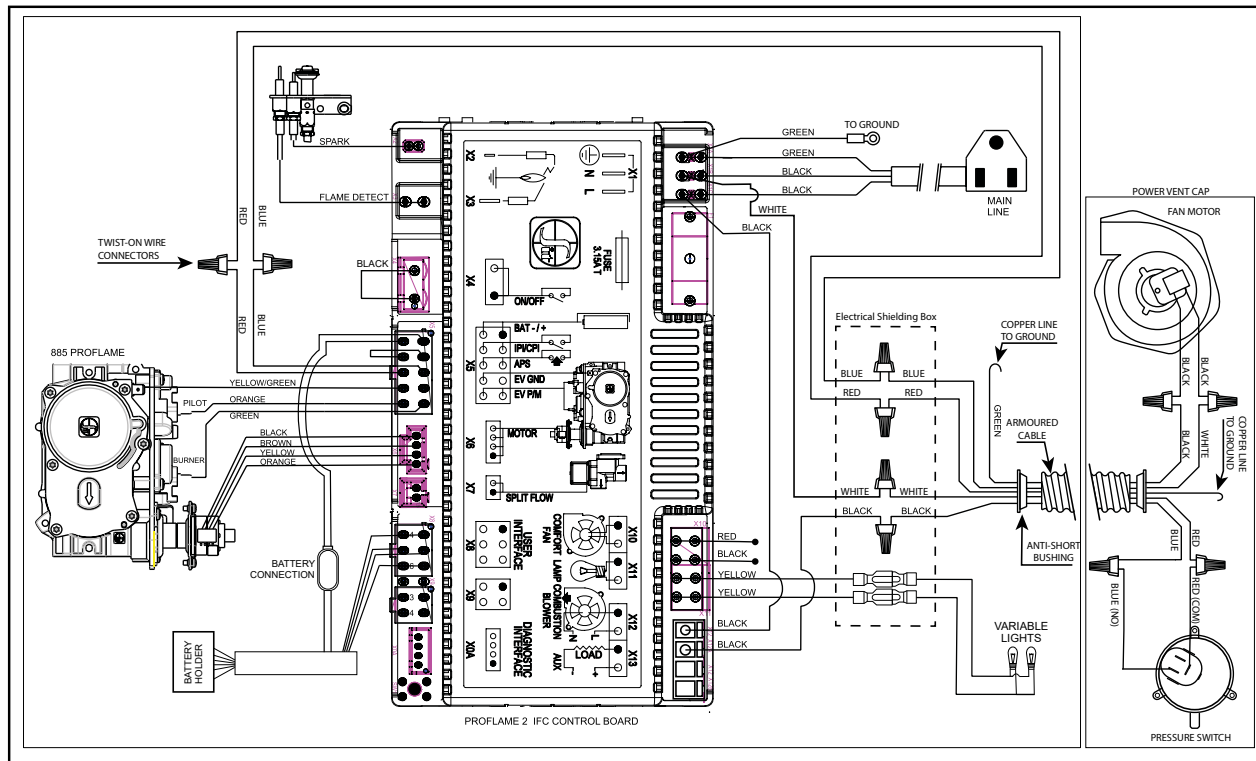 SPARK
FLAME DETECT
RED
BLUE
TWIST-ON WIRE
CONNECTORS
RED
BLUE
BLACK
885 PROFLAME
YELLOW/GREEN
PILOT
ORANGE
GREEN
BURNER
BLACK
BROWN
YELLOW
ORANGE
BATTERY
CONNECTION
BATTERY
HOLDER
X2
X3
X1
N
L
FUSE
3.15A T
X4
ON/OFF
X5
BAT - / +
IPI/CPI
APS
EV GND
EV P/M
X6
MOTOR
X7
SPLIT FLOW
X8
USER
INTERFACE
X9
X0A
DIAGNOSTIC
INTERFACE
COMFORT
FAN
X10
LAMP
X11
COMBUSTION
BLOWER
N
L
X12
AUX
LOAD
+
X13
PROFLAME 2 IFC CONTROL BOARD
GREEN
TO GROUND
GREEN
BLACK
BLACK
MAIN
LINE
WHITE
BLACK
Electrical Shielding Box
BLUE
BLUE
RED
RED
WHITE
WHITE
BLACK
BLACK
X10
RED
BLACK
YELLOW
YELLOW
BLACK
BLACK
VARIABLE
LIGHTS
COPPER LINE
TO GROUND
GREEN
ARMOURED
CABLE
ANTI-SHORT
BUSHING
POWER VENT CAP
FAN MOTOR
BLACK
BLACK
BLACK
WHITE
COPPER LINE
TO GROUND
BLUE
RED
BLUE (NO)
RED (COM)
PRESSURE SWITCH